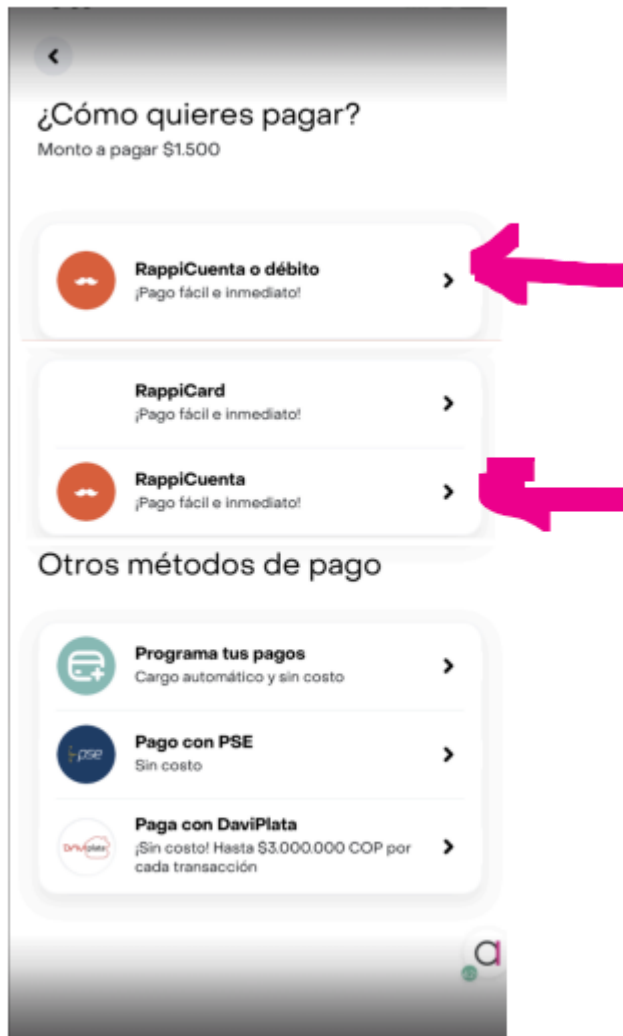 ¿Cómo quieres pagar?
Monto a pagar $1.500
RappiCuenta o débito
¡Pago fácil e inmediato!
RappiCard
¡Pago fácil e inmediato!
RappiCuenta
¡Pago fácil e inmediato!
Otros métodos de pago
Programa tus pagos
Cargo automático y sin costo
pse
Pago con PSE
Sin costo
DAVIplata
Paga con DaviPlata
¡Sin costo! Hasta $3.000.000 COP por
cada transacción
a